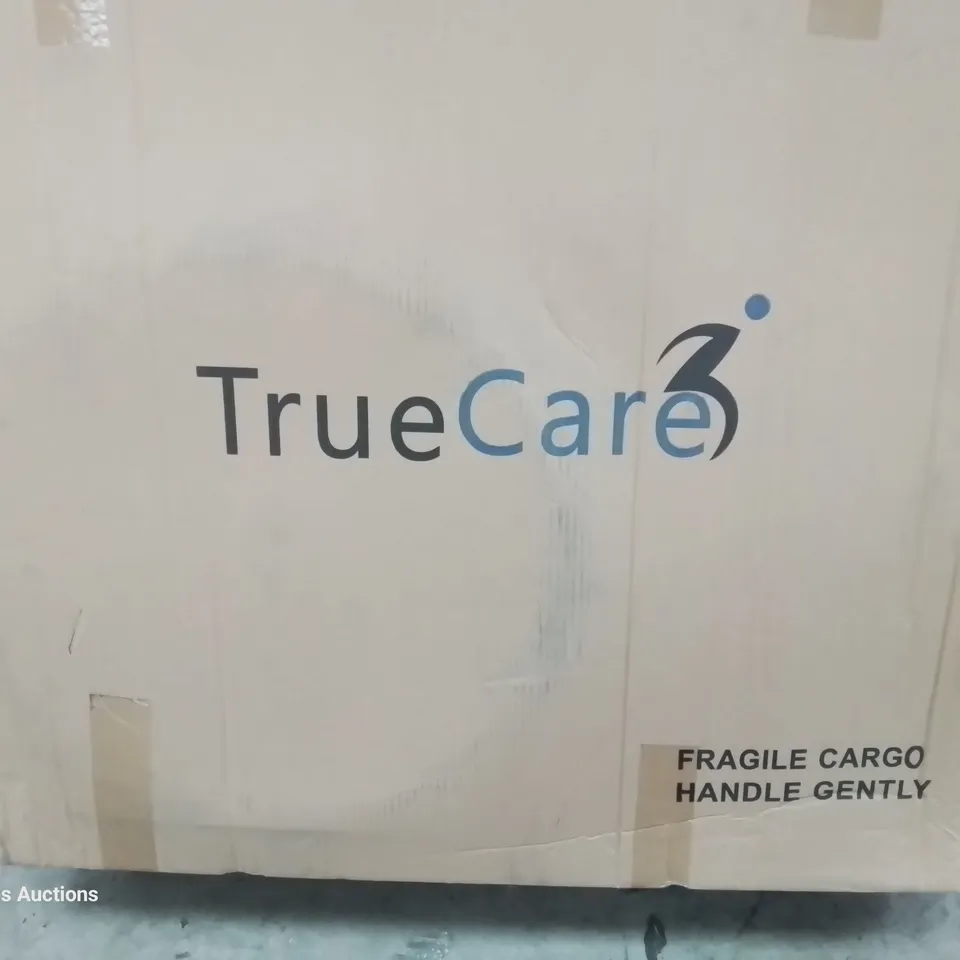 TrueCare
FRAGILE CARGO
HANDLE GENTLY
s Auctions